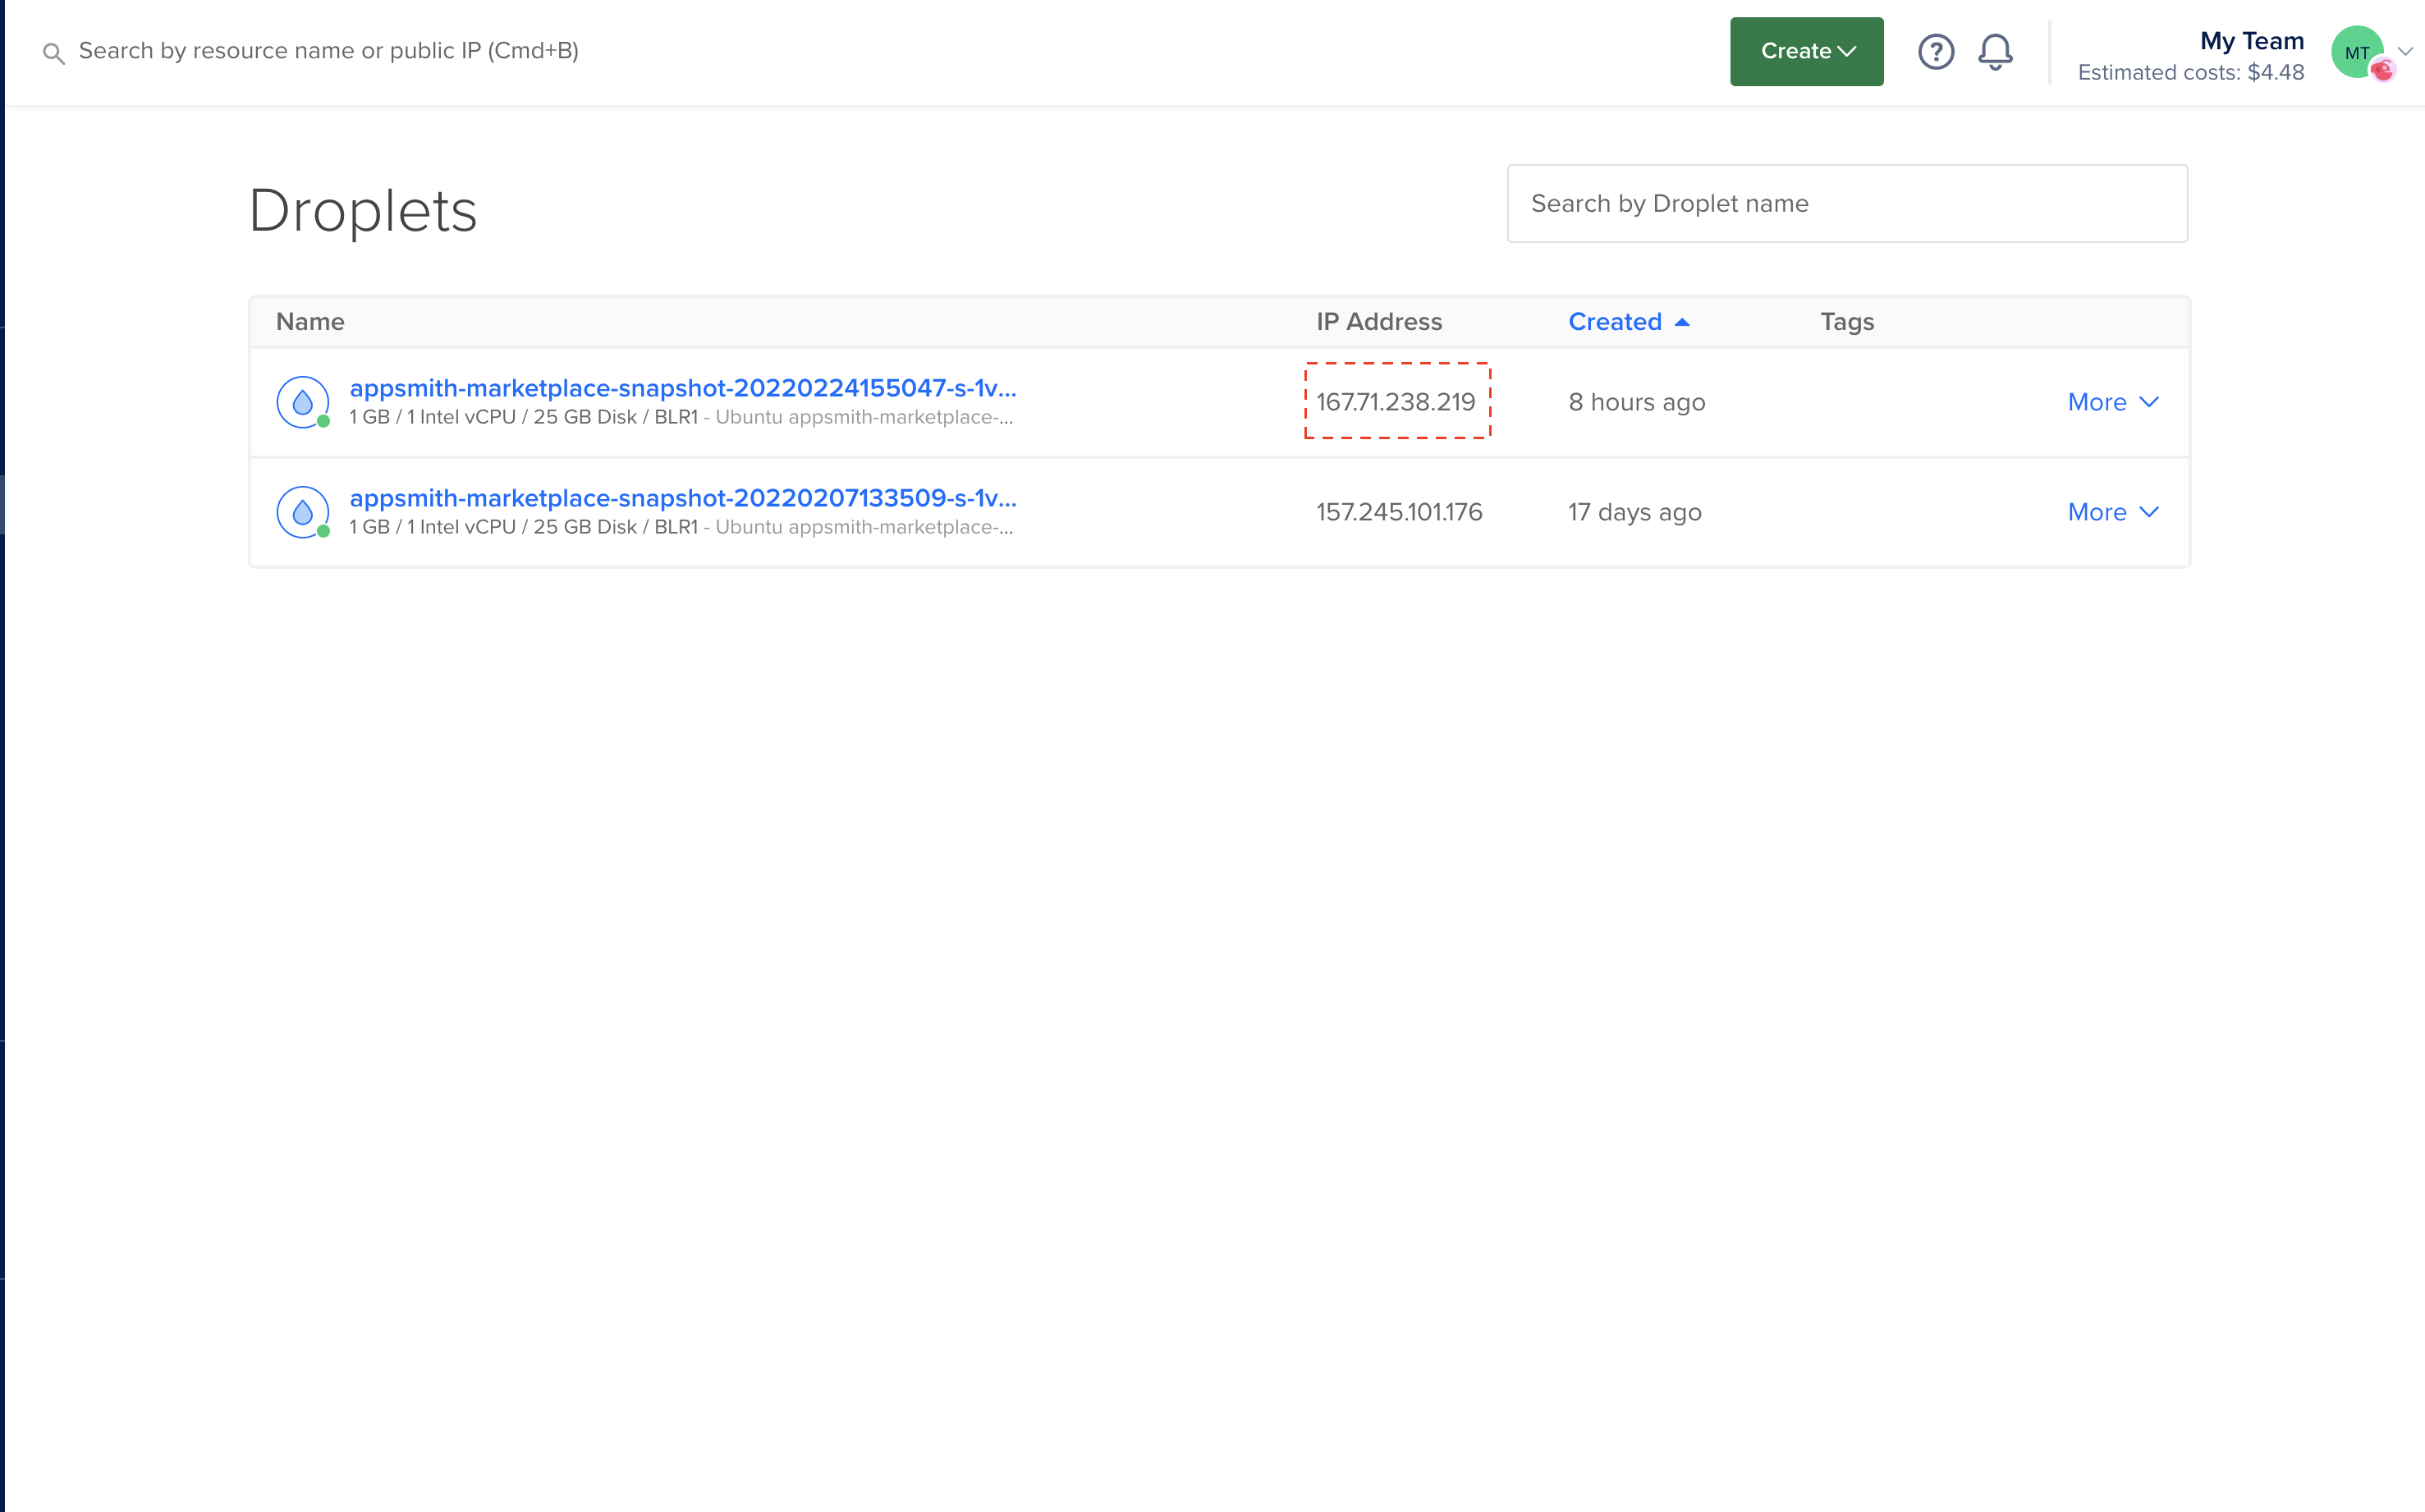 Search by resource name or public IP (Cmd+B)
Create
My Team
Estimated costs: $4.48
MT
Droplets
Search by Droplet name
Name IP Address Created Tags
appsmith-marketplace-snapshot-20220224155047-s-1v...
1 GB / 1 Intel vCPU / 25 GB Disk / BLR1 - Ubuntu appsmith-marketplace-...
167.71.238.219 8 hours ago More
appsmith-marketplace-snapshot-20220207133509-s-1v...
1 GB / 1 Intel vCPU / 25 GB Disk / BLR1 - Ubuntu appsmith-marketplace-...
157.245.101.176 17 days ago More